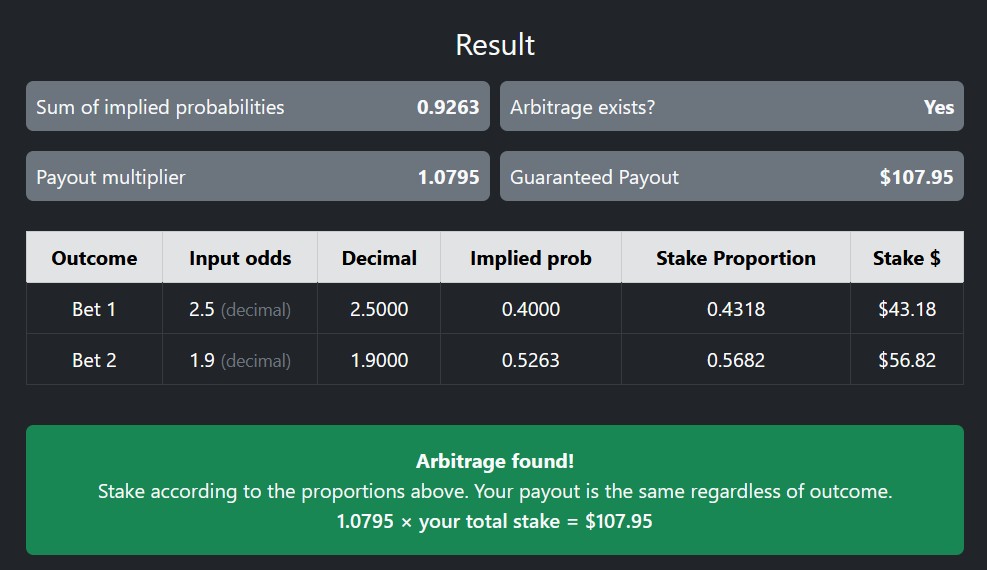 Result
Sum of implied probabilities 0.9263 Arbitrage exists? Yes
Payout multiplier 1.0795 Guaranteed Payout $107.95
Outcome Input odds Decimal Implied prob Stake Proportion Stake $
Bet 1 2.5 (decimal) 2.5000 0.4000 0.4318 $43.18
Bet 2 1.9 (decimal) 1.9000 0.5263 0.5682 $56.82
Arbitrage found!
Stake according to the proportions above. Your payout is the same regardless of outcome.
1.0795 × your total stake = $107.95